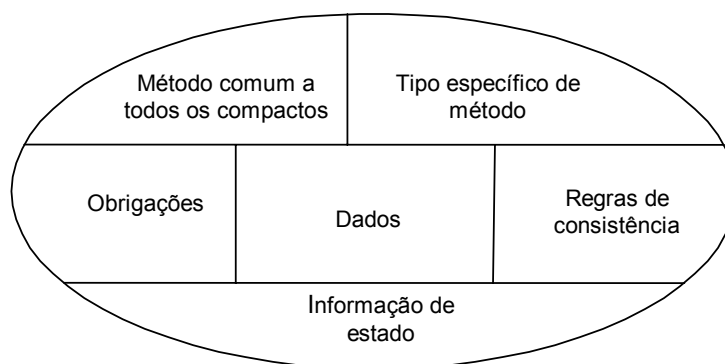 Método comum a
todos os compactos
Tipo específico de
método
Obrigações
Dados
Regras de
consistência
Informação de
estado